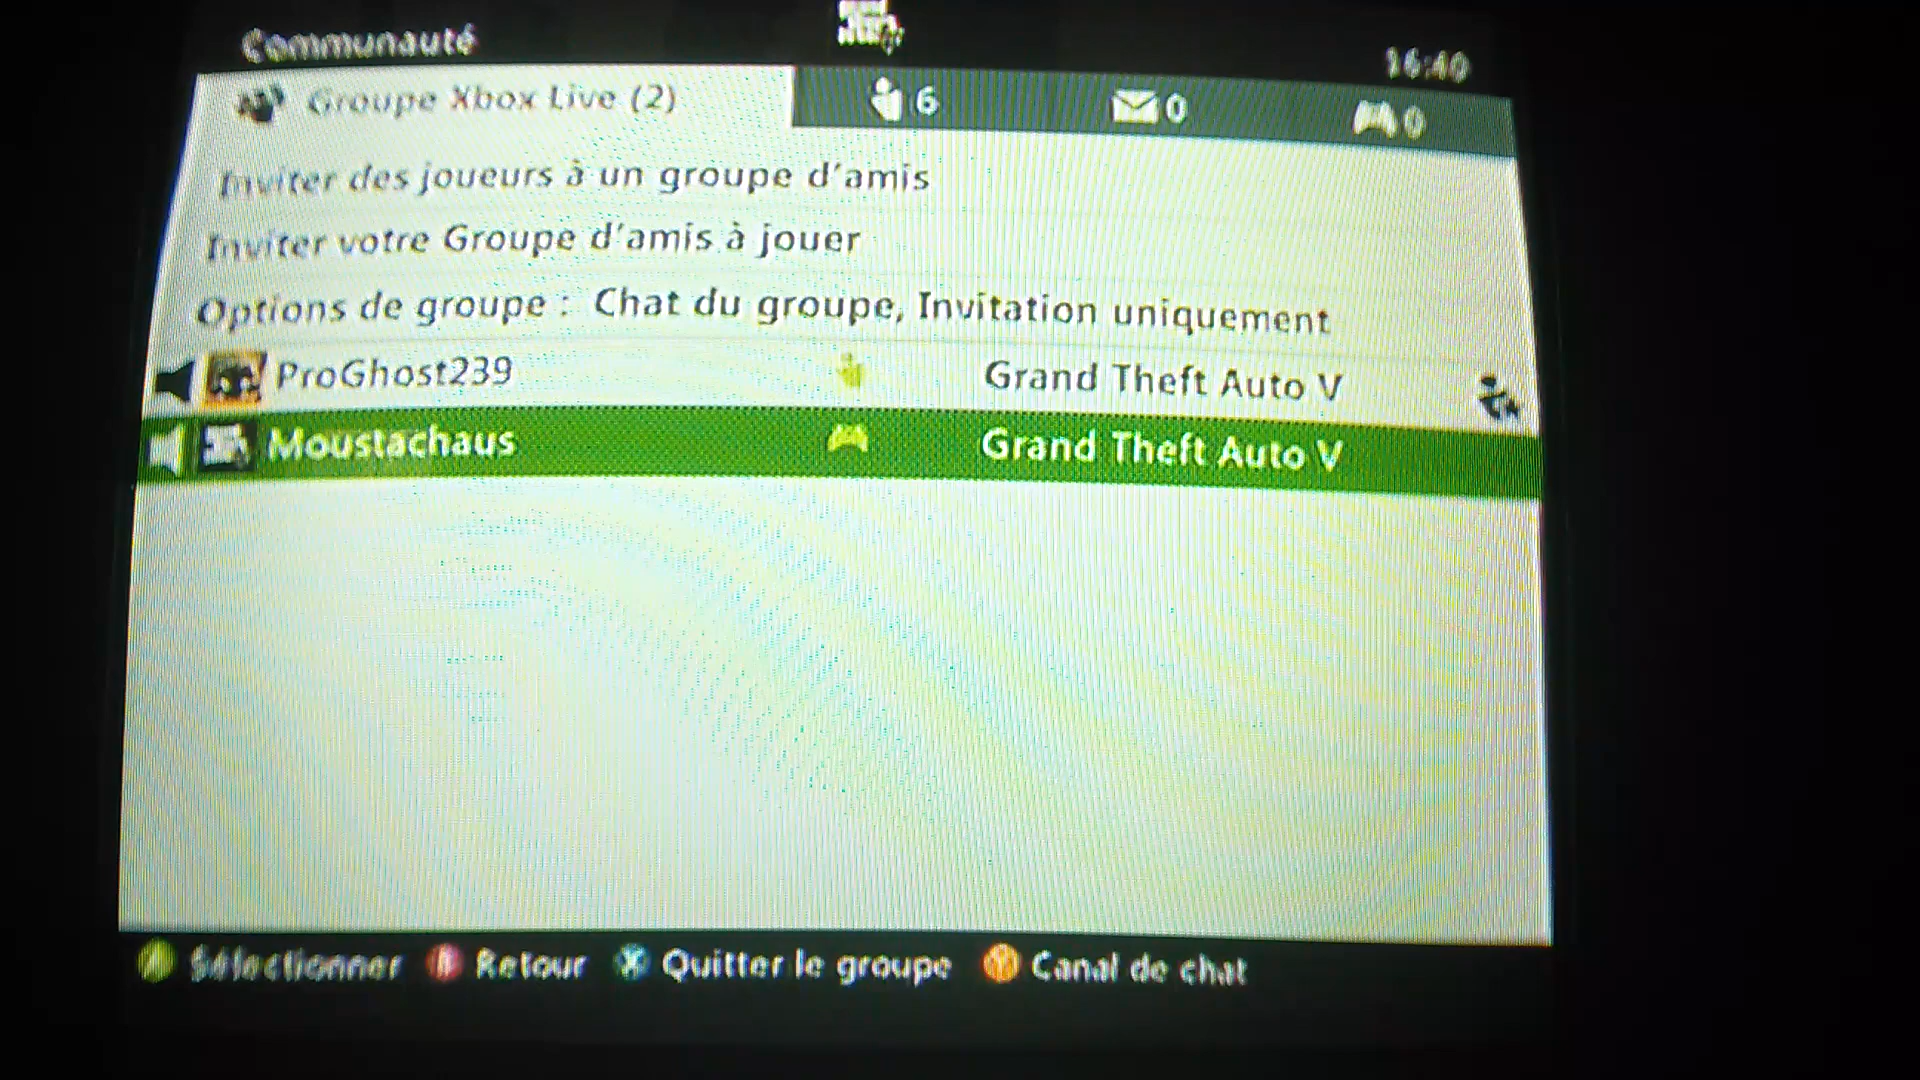 Communauté
16:40
Groupe Xbox Live (2)
6
0
0
Inviter des joueurs à un groupe d'amis
Inviter votre Groupe d'amis à jouer
Options de groupe : Chat du groupe, Invitation uniquement
ProGhost239 Grand Theft Auto V
Moustachaus Grand Theft Auto V
A Sélectionner B Retour X Quitter le groupe Y Canal de chat